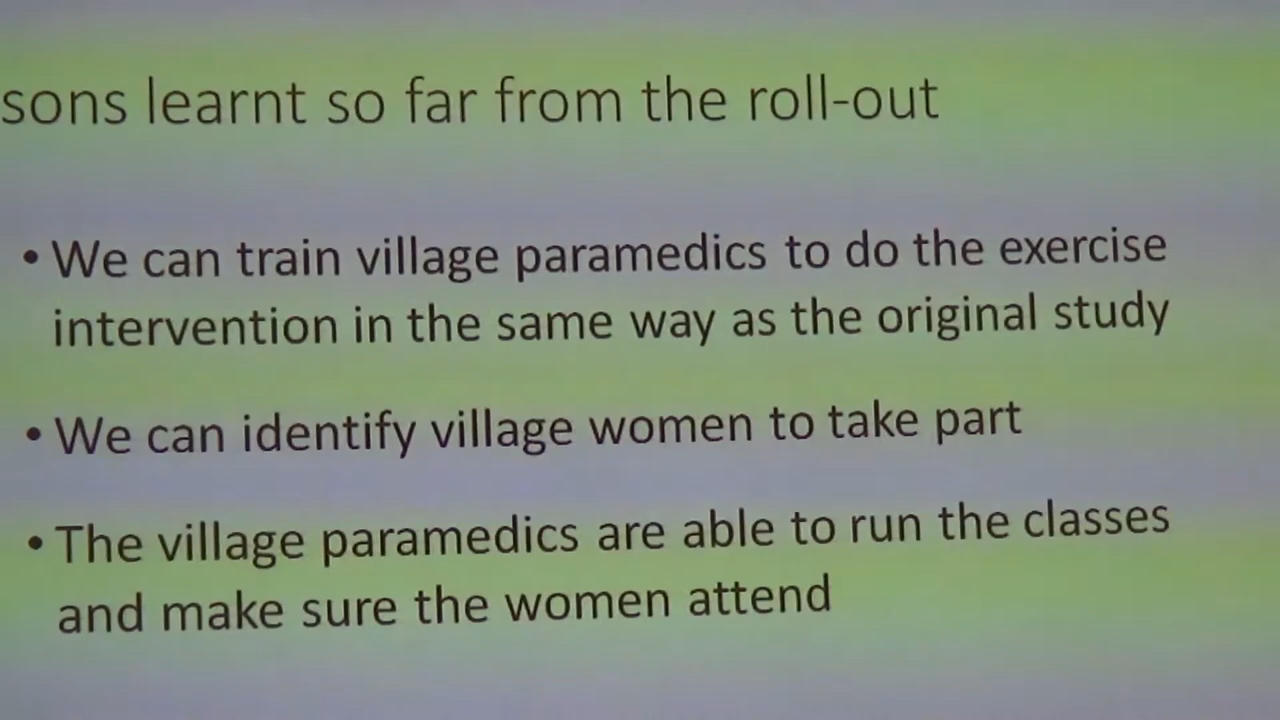 sons learnt so far from the roll-out
• We can train village paramedics to do the exercise
intervention in the same way as the original study
• We can identify village women to take part
• The village paramedics are able to run the classes
and make sure the women attend